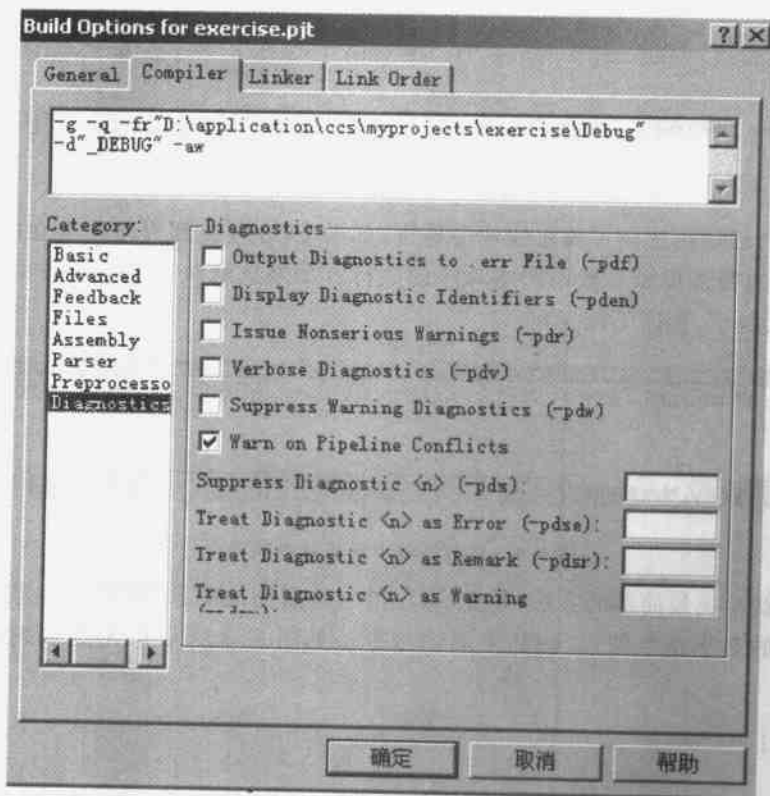 Build Options for exercise.pjt
General Compiler Linker Link Order
-g -q -fr"D:\application\ccs\myprojects\exercise\Debug"
-d"_DEBUG" -aw
Category:
Basic
Advanced
Feedback
Files
Assembly
Parser
Preprocesso
Diagnostics
Diagnostics
Output Diagnostics to .err File (-pdf)
Display Diagnostic Identifiers (-pden)
Issue Nonserious Warnings (-pdr)
Verbose Diagnostics (-pdv)
Suppress Warning Diagnostics (-pdw)
Warn on Pipeline Conflicts
Suppress Diagnostic <n> (-pds):
Treat Diagnostic <n> as Error (-pdse):
Treat Diagnostic <n> as Remark (-pdsr):
Treat Diagnostic <n> as Warning
确定 取消 帮助